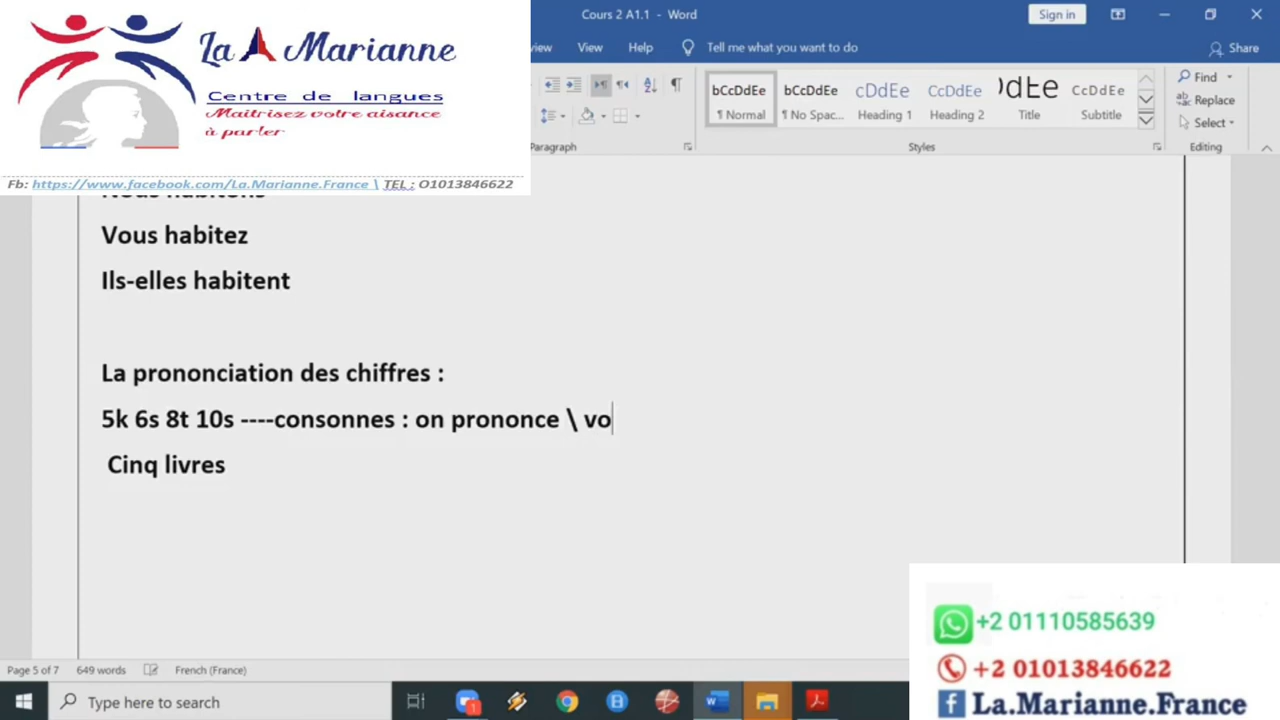 Cours 2 A1.1 - Word
Sign in
La Marianne
Centre de langues
Maitrisez votre aisance
à parler
Fb: https://www.facebook.com/La.Marianne.France \ TEL : O1013846622
View Help Tell me what you want to do Share
bCcDdEe bCcDdEe cDdEe CcDdEe CcDdEe
¶ Normal ¶ No Spac... Heading 1 Heading 2 Title Subtitle
Find
Replace
Select
Paragraph Styles Editing
Nous habitons
Vous habitez
Ils-elles habitent
La prononciation des chiffres :
5k 6s 8t 10s ----consonnes : on prononce \ vo
Cinq livres
+2 01110585639
+2 01013846622
La.Marianne.France
Page 5 of 7 649 words French (France)
Type here to search